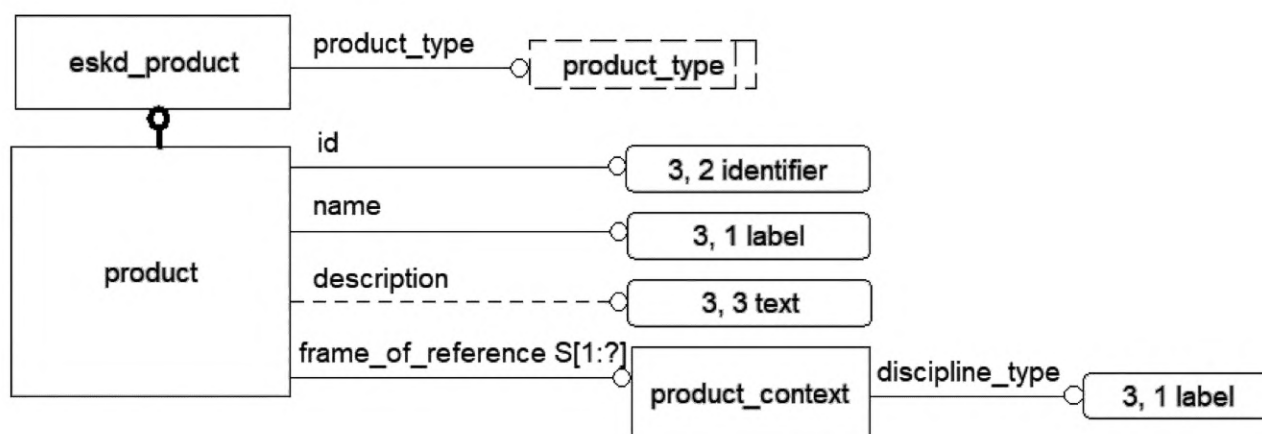 product_type
eskd_product
product_type
id
3, 2 identifier
name
3, 1 label
product
description
3, 3 text
frame_of_reference S[1:?]
discipline_type
product_context
3, 1 label